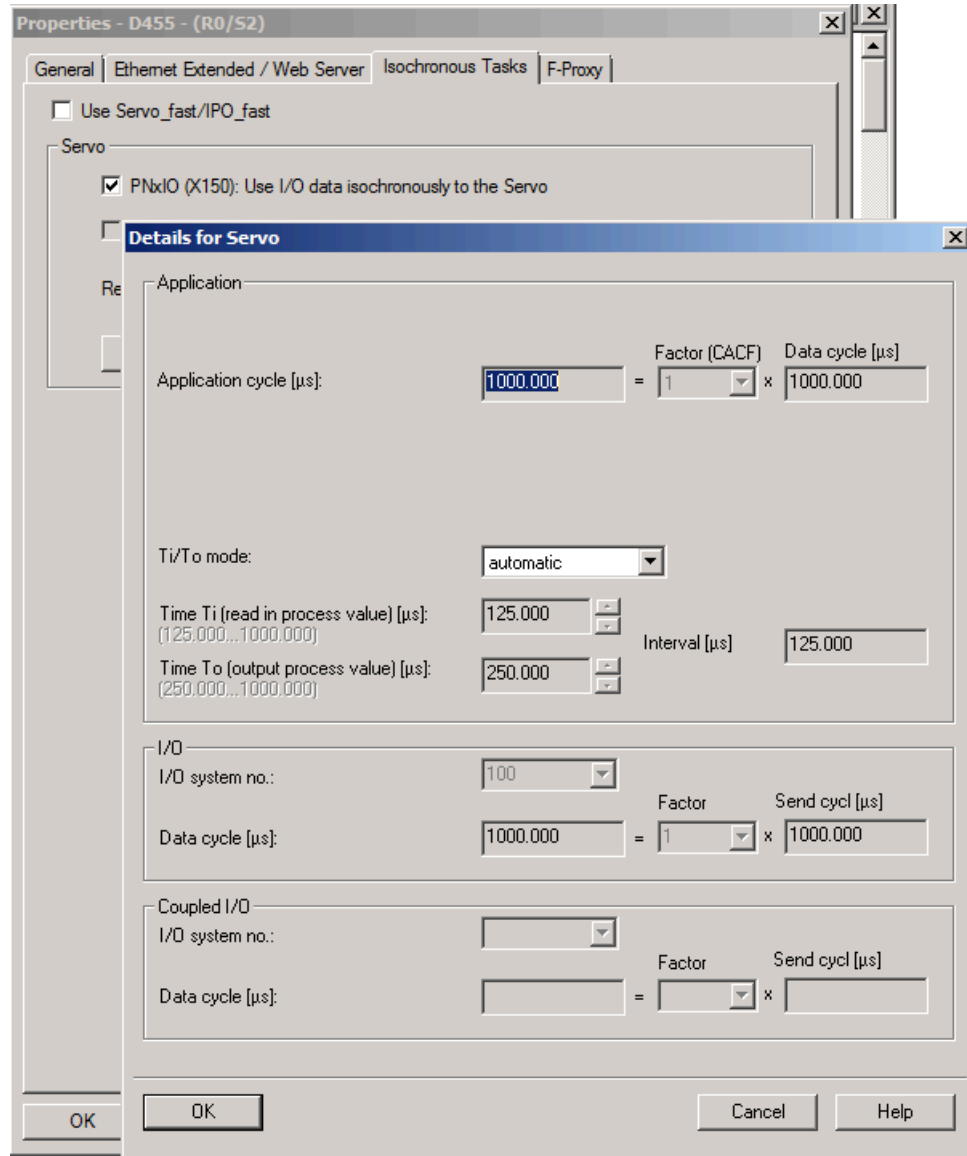 Properties - D455 - (R0/S2)
General Ethernet Extended / Web Server Isochronous Tasks F-Proxy
Use Servo_fast/IPO_fast
Servo
PNxIO (X150): Use I/O data isochronously to the Servo
Details for Servo
Re
Application
Factor (CACF) Data cycle [µs]
Application cycle [µs]: 1000.000 = 1 x 1000.000
Ti/To mode: automatic
Time Ti (read in process value) [µs]: 125.000
(125.000...1000.000)
Interval [µs] 125.000
Time To (output process value) [µs]: 250.000
(250.000...1000.000)
I/O
I/O system no.: 100
Factor Send cycl [µs]
Data cycle [µs]: 1000.000 = 1 x 1000.000
Coupled I/O
I/O system no.:
Factor Send cycl [µs]
Data cycle [µs]: = x
OK OK Cancel Help